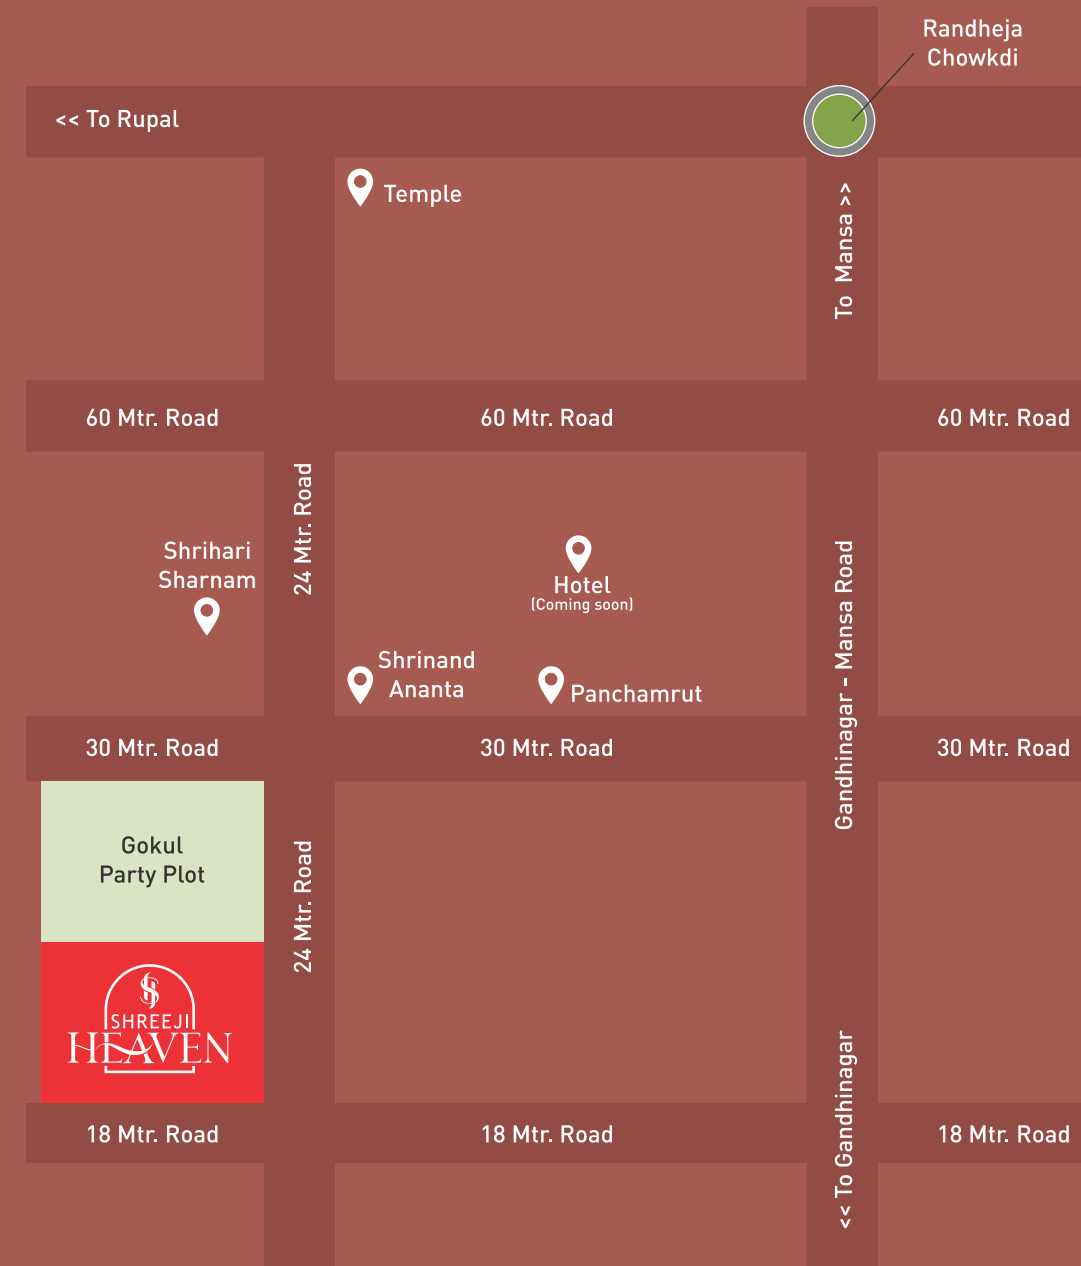 Randheja
Chowkdi
<< To Rupal
Temple
To Mansa >>
60 Mtr. Road
60 Mtr. Road
60 Mtr. Road
24 Mtr. Road
Shrihari
Sharnam
Hotel
(Coming soon)
Gandhinagar - Mansa Road
Shrinand
Ananta
Panchamrut
30 Mtr. Road
30 Mtr. Road
30 Mtr. Road
Gokul
Party Plot
24 Mtr. Road
SHREEJI
HEAVEN
<< To Gandhinagar
18 Mtr. Road
18 Mtr. Road
18 Mtr. Road